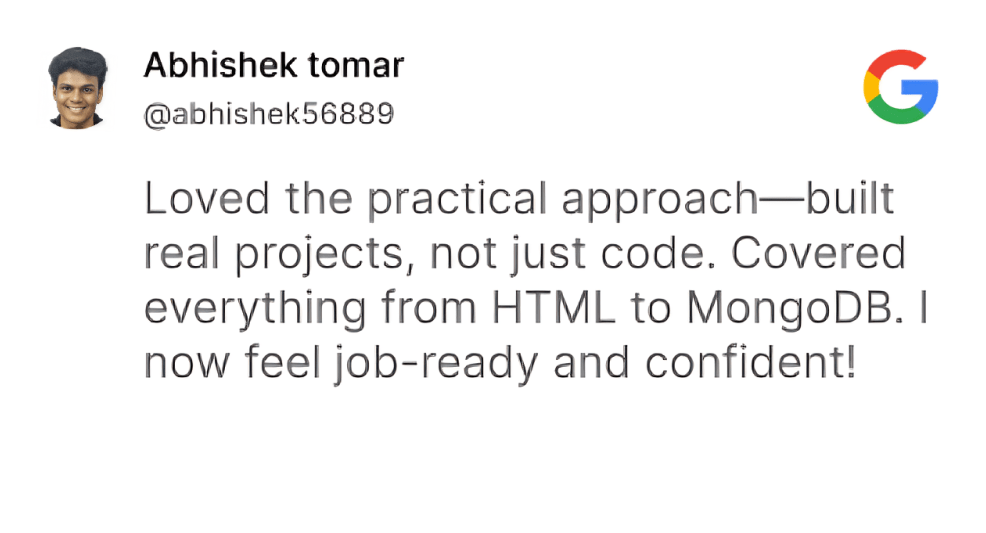 Abhishek tomar
@abhishek56889
Loved the practical approach—built
real projects, not just code. Covered
everything from HTML to MongoDB. I
now feel job-ready and confident!